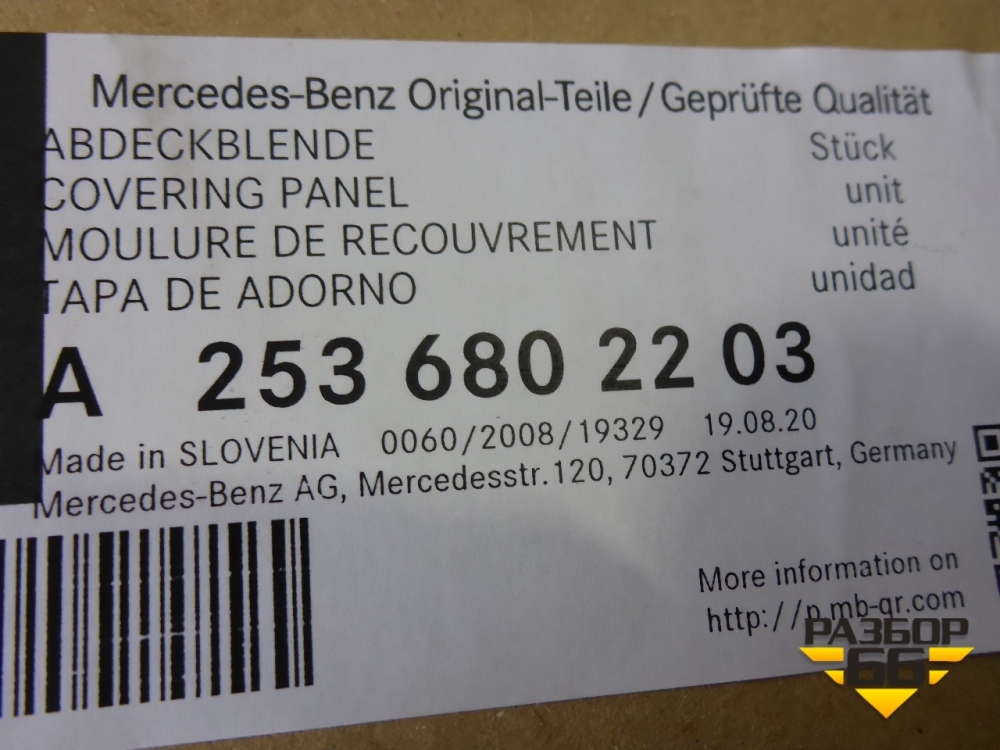 Mercedes-Benz Original-Teile/Geprüfte Qualität
ABDECKBLENDE Stück
COVERING PANEL unit
MOULURE DE RECOUVREMENT unité
TAPA DE ADORNO unidad
A 253 680 22 03
Made in SLOVENIA 0060/2008/19329 19.08.20
Mercedes-Benz AG, Mercedesstr.120, 70372 Stuttgart, Germany
More information on
http://p.mb-qr.com
РАЗБОР
66